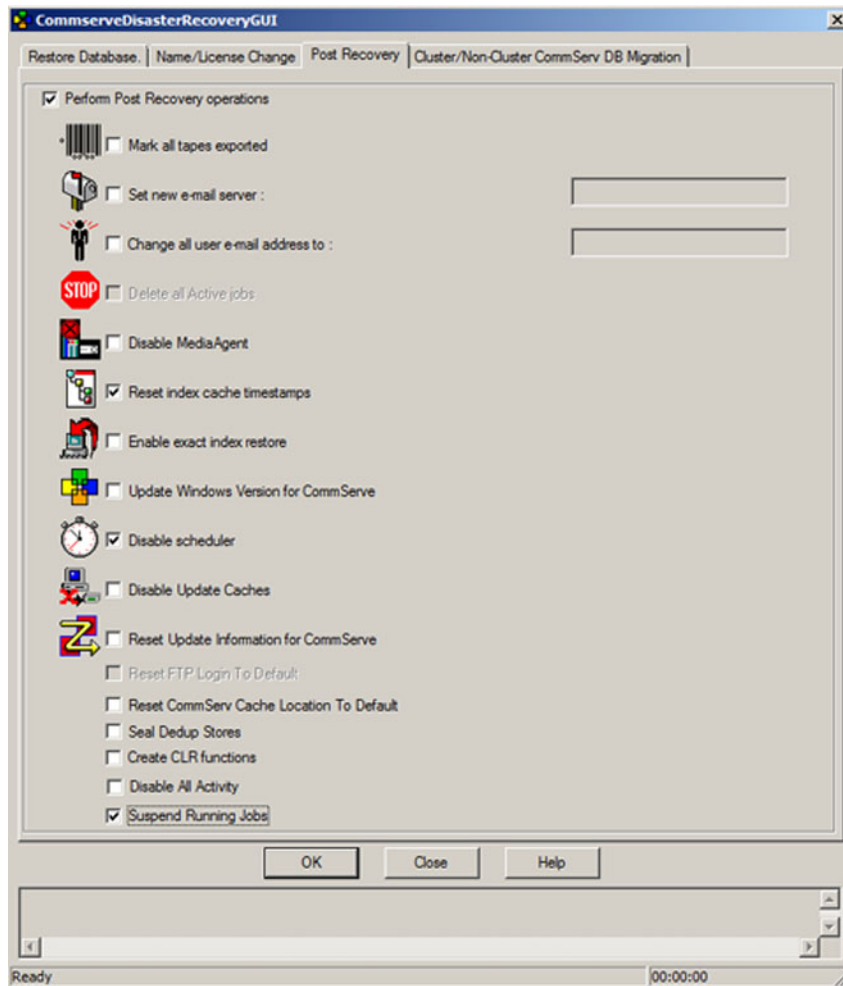 CommserveDisasterRecoveryGUI
Restore Database. Name/License Change Post Recovery Cluster/Non-Cluster CommServ DB Migration
Perform Post Recovery operations
Mark all tapes exported
Set new e-mail server :
Change all user e-mail address to :
STOP Delete all Active jobs
Disable MediaAgent
Reset index cache timestamps
Enable exact index restore
Update Windows Version for CommServe
Disable scheduler
Disable Update Caches
Reset Update Information for CommServe
Reset FTP Login To Default
Reset CommServ Cache Location To Default
Seal Dedup Stores
Create CLR functions
Disable All Activity
Suspend Running Jobs
OK Close Help
Ready 00:00:00